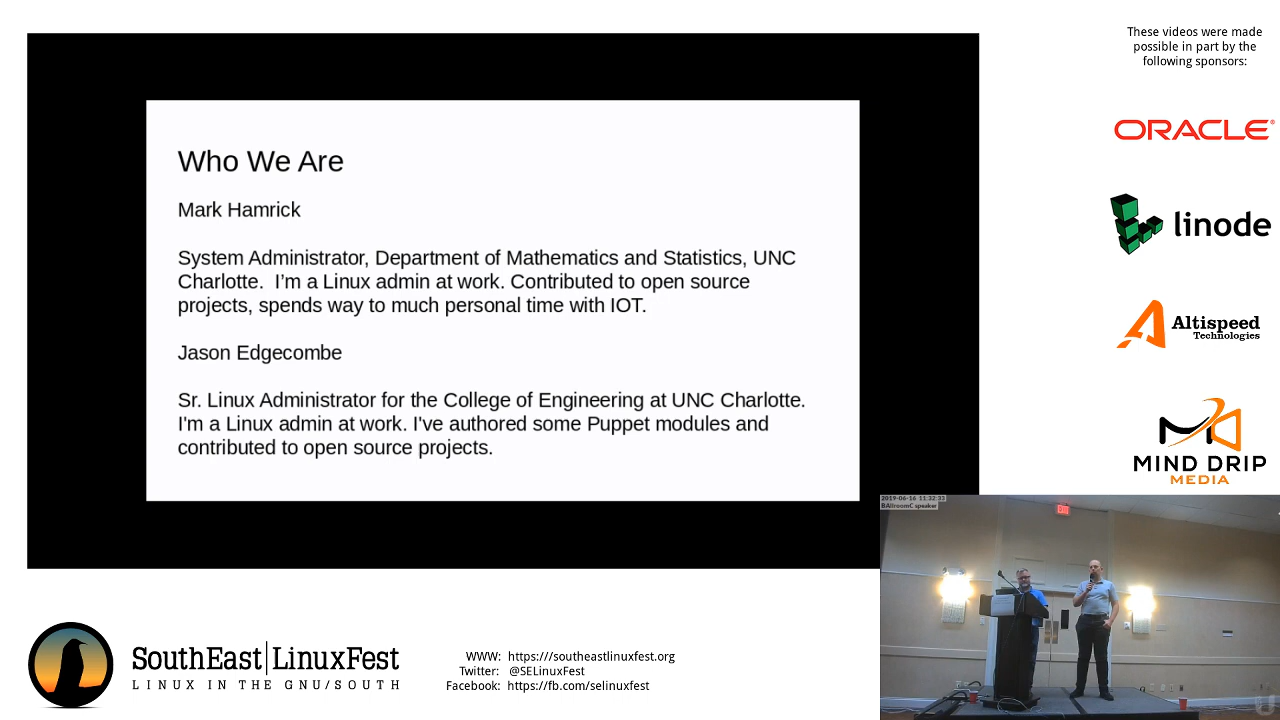 These videos were made
possible in part by the
following sponsors:
ORACLE®
linode
Altispeed
Technologies
MIND DRIP
MEDIA
Who We Are
Mark Hamrick
System Administrator, Department of Mathematics and Statistics, UNC
Charlotte.  I'm a Linux admin at work. Contributed to open source
projects, spends way to much personal time with IOT.
Jason Edgecombe
Sr. Linux Administrator for the College of Engineering at UNC Charlotte.
I'm a Linux admin at work. I've authored some Puppet modules and
contributed to open source projects.
2019-06-16 11:32:33
BAllroomC speaker
EXIT
SouthEast|LinuxFest
LINUX IN THE GNU/SOUTH
WWW: https:///southeastlinuxfest.org
Twitter: @SELinuxFest
Facebook: https://fb.com/selinuxfest